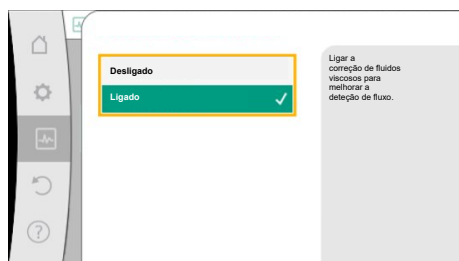 Desligado
Ligado
Ligar a
correção de fluidos
viscosos para
melhorar a
deteção de fluxo.
?